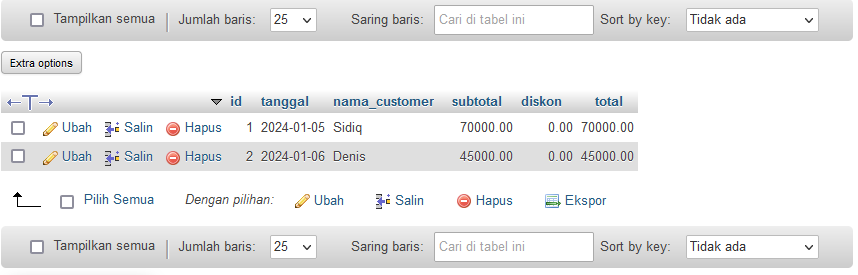 Tampilkan semua Jumlah baris: 25 Saring baris: Cari di tabel ini Sort by key: Tidak ada
Extra options
id tanggal nama_customer subtotal diskon total
Ubah Salin Hapus 1 2024-01-05 Sidiq 70000.00 0.00 70000.00
Ubah Salin Hapus 2 2024-01-06 Denis 45000.00 0.00 45000.00
Pilih Semua Dengan pilihan: Ubah Salin Hapus Ekspor
Tampilkan semua Jumlah baris: 25 Saring baris: Cari di tabel ini Sort by key: Tidak ada